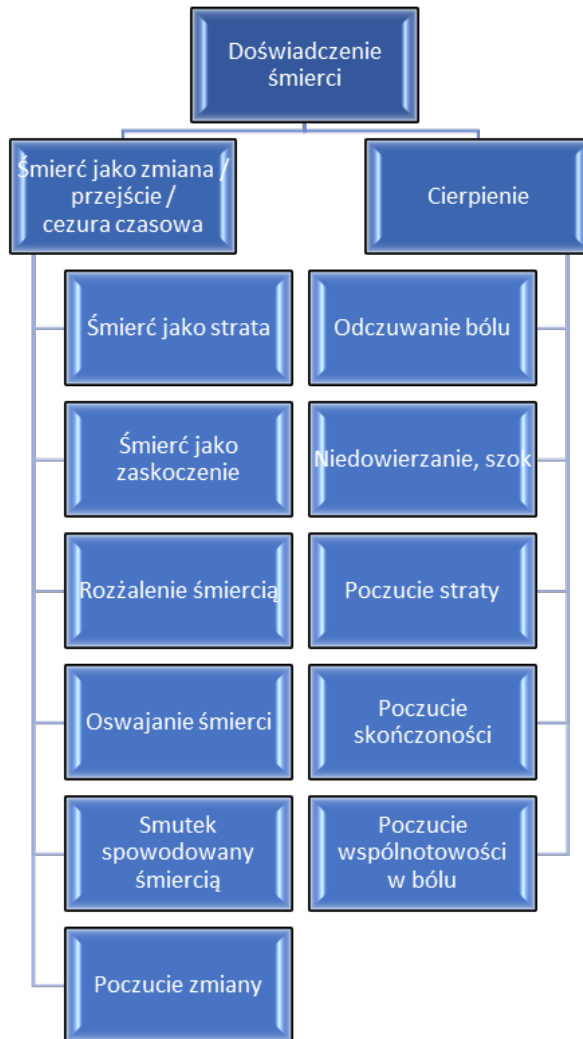 Doświadczenie
śmierci
Śmierć jako zmiana /
przejście /
cezura czasowa
Cierpienie
Śmierć jako strata
Odczuwanie bólu
Śmierć jako
zaskoczenie
Niedowierzanie, szok
Rozżalenie śmiercią
Poczucie straty
Oswajanie śmierci
Poczucie
skończoności
Smutek
spowodowany
śmiercią
Poczucie
wspólnotowości
w bólu
Poczucie zmiany